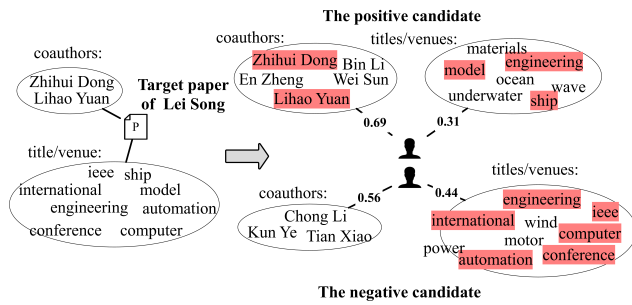 The positive candidate
coauthors:
Zhihui Dong
Lihao Yuan
Target paper
of Lei Song
P
title/venue:
ieee ship
international model
engineering automation
conference computer
coauthors:
Zhihui Dong Bin Li
En Zheng Wei Sun
Lihao Yuan
0.69
titles/venues:
materials
model engineering
ocean
underwater wave
ship
0.31
coauthors:
Chong Li
Kun Ye Tian Xiao
0.56
titles/venues:
engineering
international ieee
wind
power motor computer
automation conference
0.44
The negative candidate